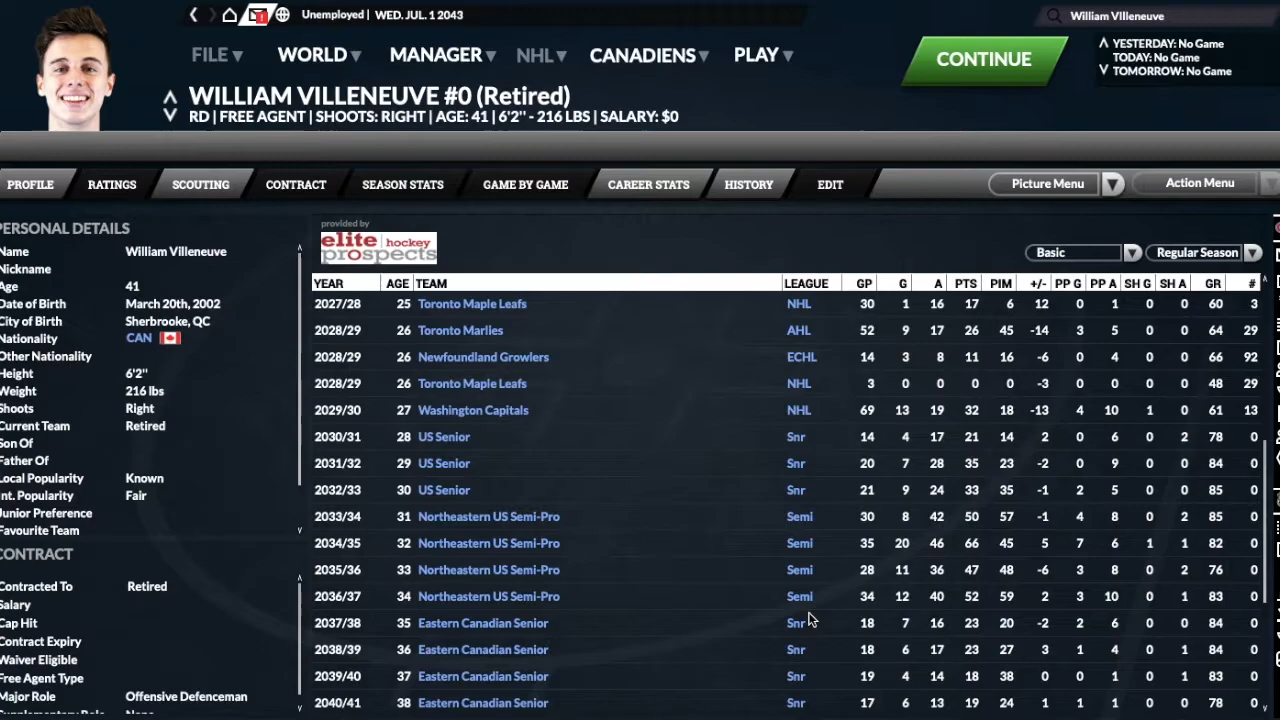 Unemployed | WED. JUL. 1 2043
William VIlleneuve
FILE WORLD MANAGER NHL CANADIENS PLAY
CONTINUE
YESTERDAY: No Game
TODAY: No Game
TOMORROW: No Game
WILLIAM VILLENEUVE #0 (Retired)
RD | FREE AGENT | SHOOTS: RIGHT | AGE: 41 | 6'2" - 216 LBS | SALARY: $0
PROFILE RATINGS SCOUTING CONTRACT SEASON STATS GAME BY GAME CAREER STATS HISTORY EDIT Picture Menu Action Menu
PERSONAL DETAILS
Name William Villeneuve
Nickname
Age 41
Date of Birth March 20th, 2002
City of Birth Sherbrooke, QC
Nationality CAN
Other Nationality
Height 6'2"
Weight 216 lbs
Shoots Right
Current Team Retired
Son Of
Father Of
Local Popularity Known
Int. Popularity Fair
Junior Preference
Favourite Team
CONTRACT
Contracted To Retired
Salary
Cap Hit
Contract Expiry
Waiver Eligible
Free Agent Type
Major Role Offensive Defenceman
provided by
elite hockey
prospects
Basic Regular Season
YEAR AGE TEAM LEAGUE GP G A PTS PIM +/- PP G PP A SH G SH A GR #
2027/28 25 Toronto Maple Leafs NHL 30 1 16 17 6 12 0 1 0 0 60 3
2028/29 26 Toronto Marlies AHL 52 9 17 26 45 -14 3 5 0 0 64 29
2028/29 26 Newfoundland Growlers ECHL 14 3 8 11 16 -6 0 4 0 0 66 92
2028/29 26 Toronto Maple Leafs NHL 3 0 0 0 0 -3 0 0 0 0 48 29
2029/30 27 Washington Capitals NHL 69 13 19 32 18 -13 4 10 1 0 61 13
2030/31 28 US Senior Snr 14 4 17 21 14 2 0 6 0 2 78 0
2031/32 29 US Senior Snr 20 7 28 35 23 -2 0 9 0 2 84 0
2032/33 30 US Senior Snr 21 9 24 33 35 -1 2 5 0 0 85 0
2033/34 31 Northeastern US Semi-Pro Semi 30 8 42 50 57 -1 4 8 0 2 85 0
2034/35 32 Northeastern US Semi-Pro Semi 35 20 46 66 45 5 7 6 1 1 82 0
2035/36 33 Northeastern US Semi-Pro Semi 28 11 36 47 48 -6 3 8 0 2 76 0
2036/37 34 Northeastern US Semi-Pro Semi 34 12 40 52 59 2 3 10 0 1 83 0
2037/38 35 Eastern Canadian Senior Snr 18 7 16 23 20 -2 2 6 0 0 84 0
2038/39 36 Eastern Canadian Senior Snr 18 6 17 23 27 3 1 4 0 1 84 0
2039/40 37 Eastern Canadian Senior Snr 19 4 14 18 38 0 0 1 0 1 83 0
2040/41 38 Eastern Canadian Senior Snr 17 6 13 19 24 1 1 1 0 0 78 0